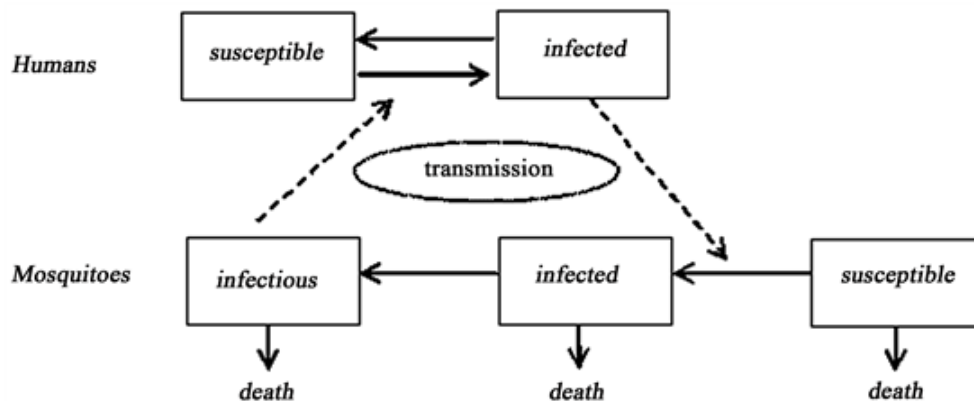 Humans
susceptible
infected
transmission
Mosquitoes
infectious
infected
susceptible
death
death
death